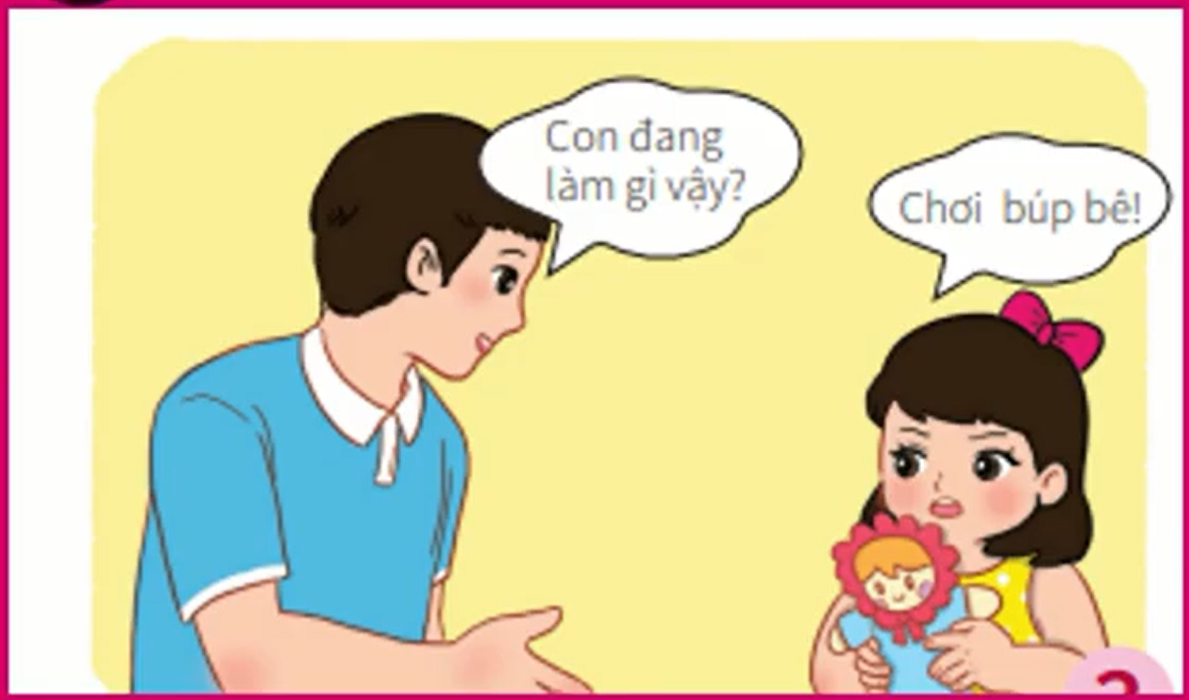 Con đang
làm gì vậy?
Chơi búp bê!